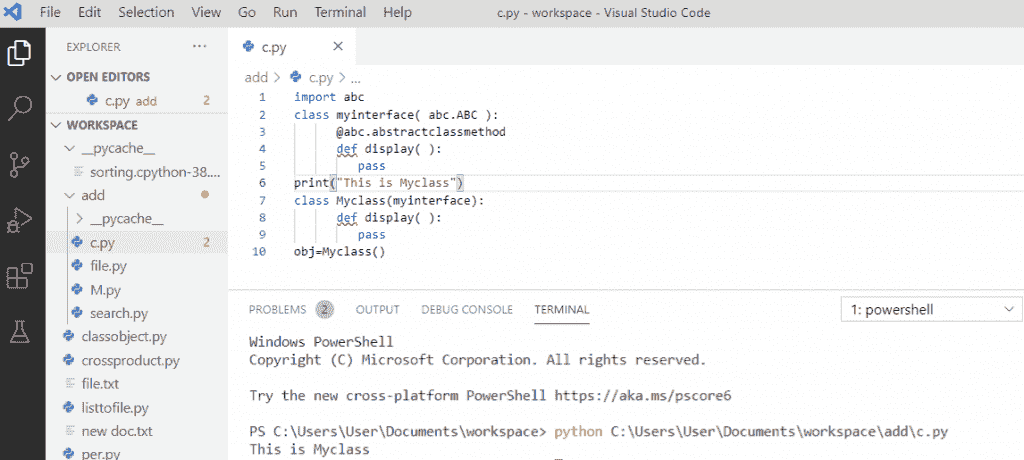 File Edit Selection View Go Run Terminal Help c.py - workspace - Visual Studio Code
EXPLORER ...
OPEN EDITORS
c.py add 2
WORKSPACE
__pycache__
sorting.cpython-38....
add
__pycache__
c.py 2
file.py
M.py
search.py
classobject.py
crossproduct.py
file.txt
listtofile.py
new doc.txt
per.py
c.py
add > c.py > ...
1 import abc
2 class myinterface( abc.ABC ):
3 @abc.abstractclassmethod
4 def display( ):
5 pass
6 print("This is Myclass")
7 class Myclass(myinterface):
8 def display( ):
9 pass
10 obj=Myclass()
PROBLEMS 2 OUTPUT DEBUG CONSOLE TERMINAL 1: powershell
Windows PowerShell
Copyright (C) Microsoft Corporation. All rights reserved.
Try the new cross-platform PowerShell https://aka.ms/pscore6
PS C:\Users\User\Documents\workspace> python C:\Users\User\Documents\workspace\add\c.py
This is Myclass